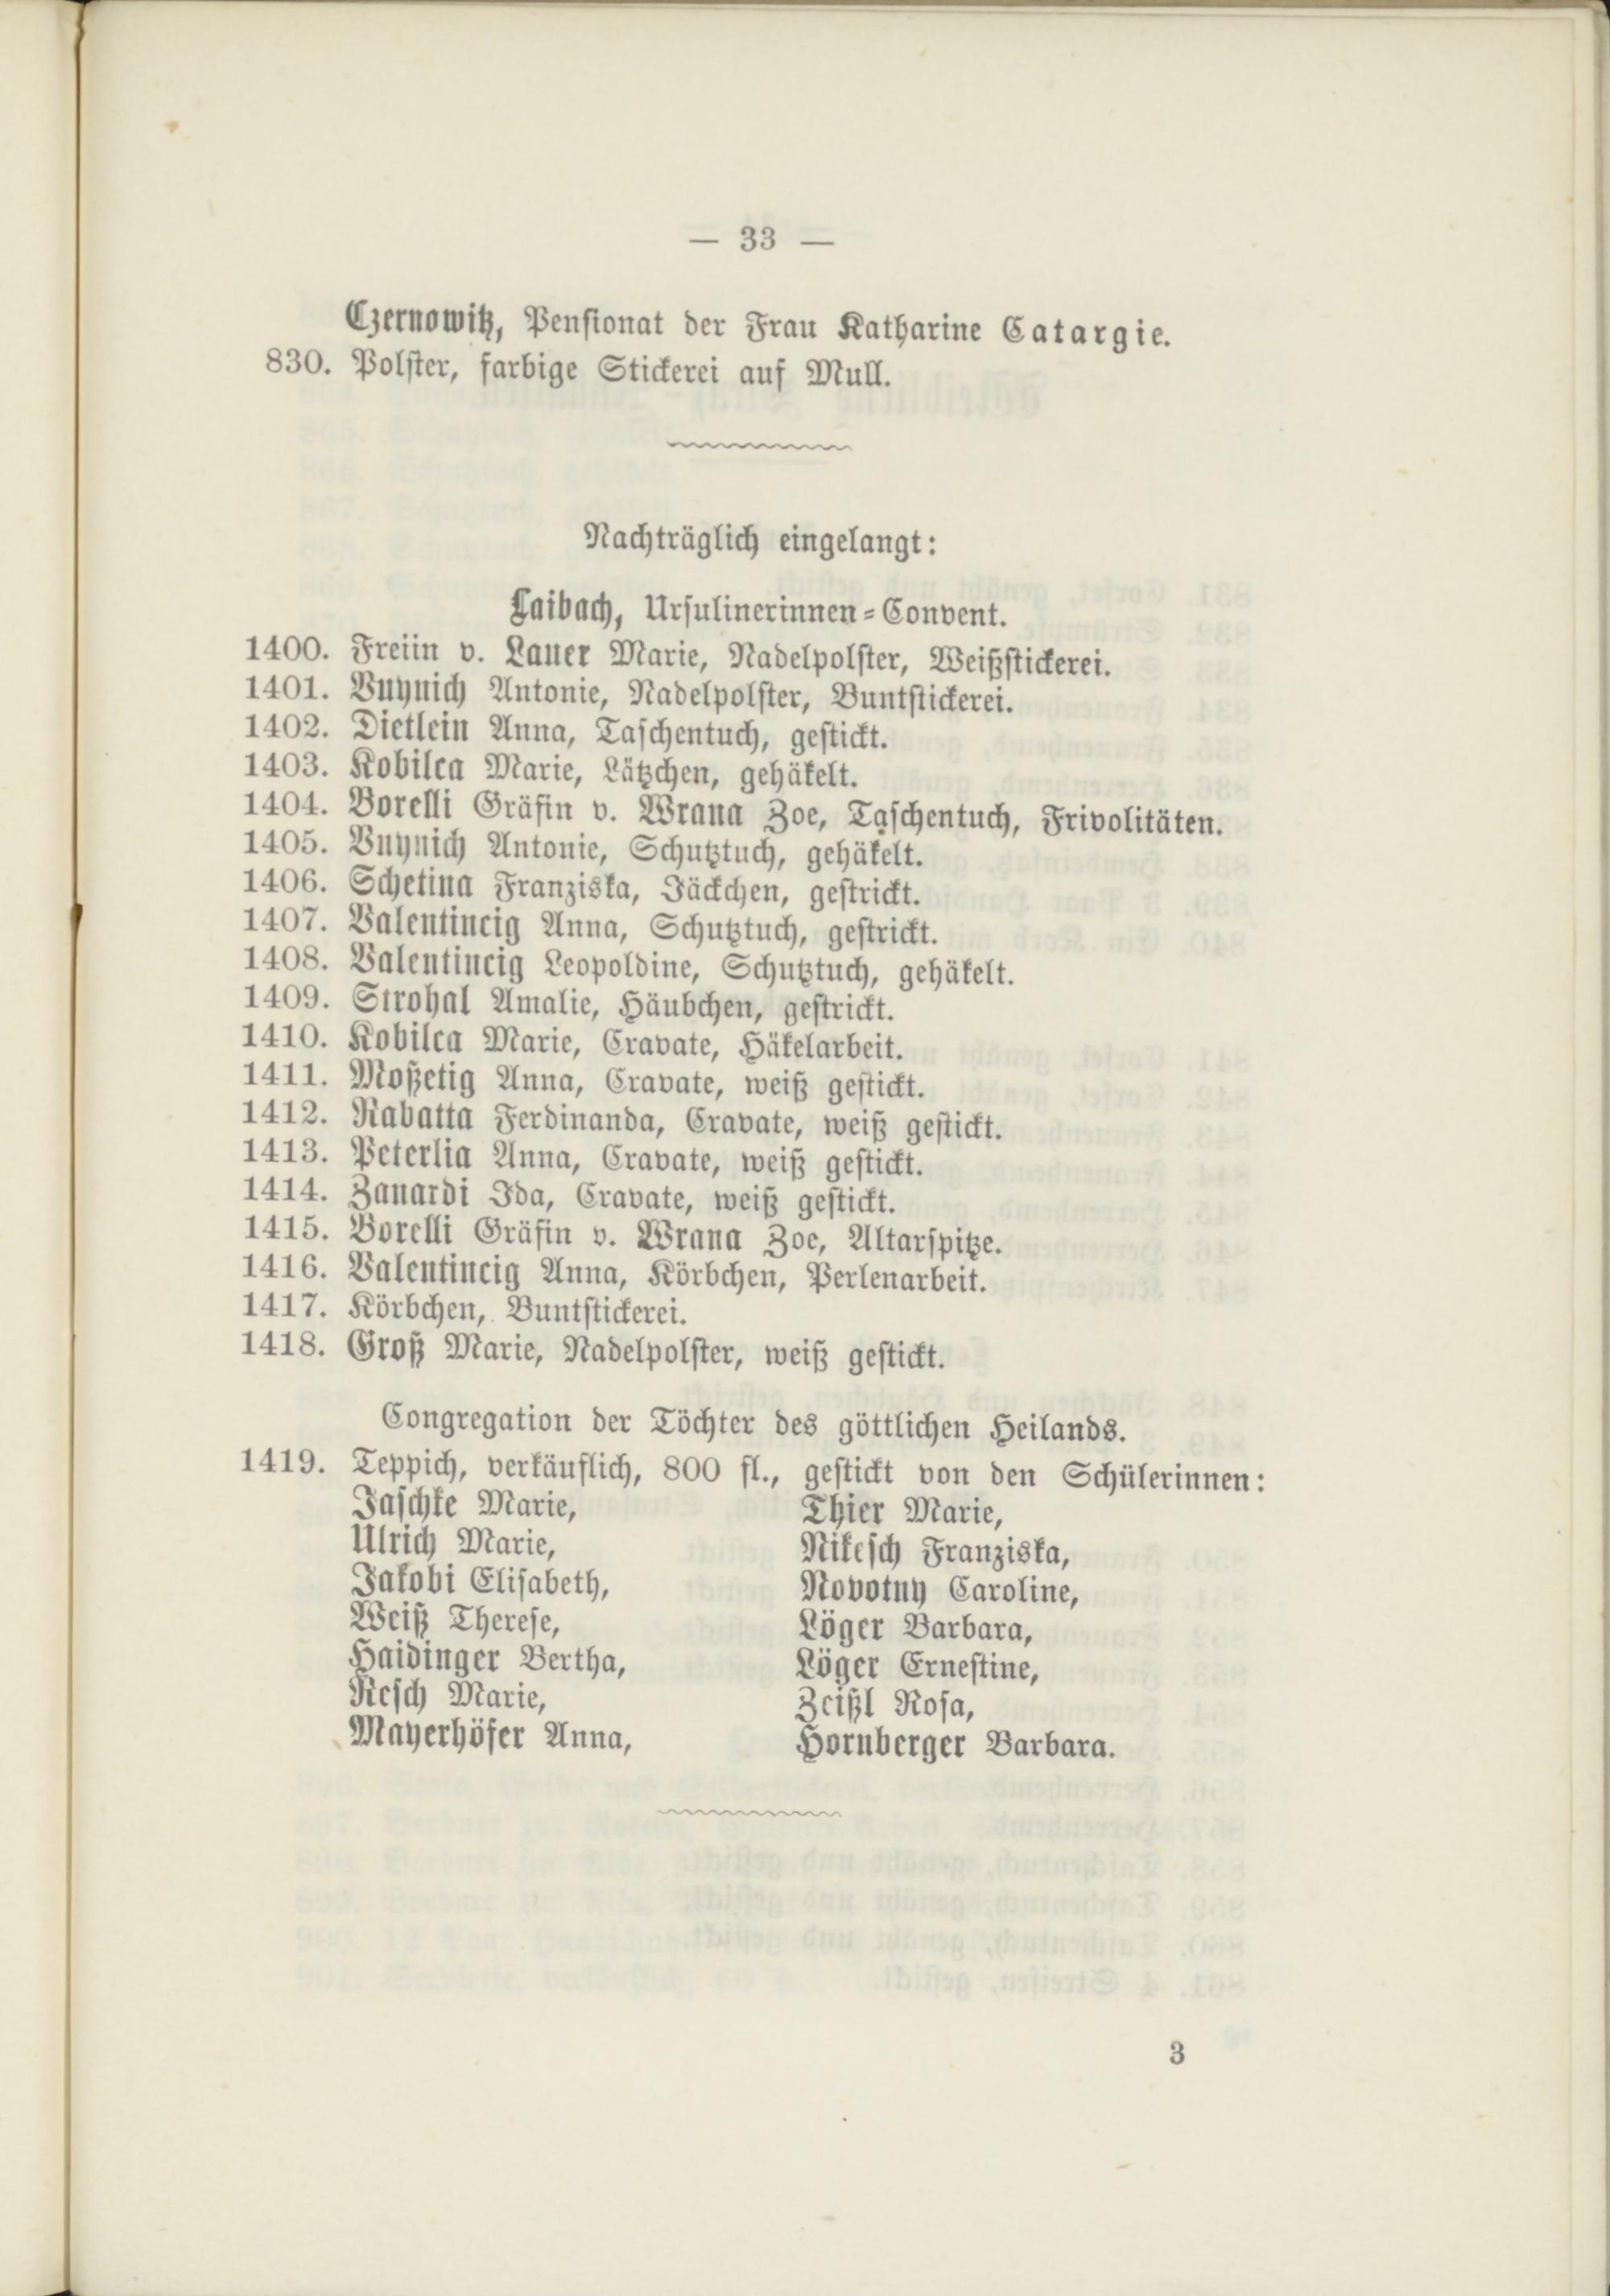 — 33 —
Czernowitz, Pensionat der Frau Katharine Catargie.
830. Polster, farbige Stickerei auf Mull.
Nachträglich eingelangt:
Laibach, Ursulinerinnen-Convent.
1400. Freiin v. Lauer Marie, Nadelpolster, Weißstickerei.
1401. Vuynich Antonie, Nadelpolster, Buntstickerei.
1402. Dietlein Anna, Taschentuch, gestickt.
1403. Kobilca Marie, Lätzchen, gehäkelt.
1404. Borelli Gräfin v. Wrana Zoe, Taschentuch, Frivolitäten.
1405. Vuynich Antonie, Schutztuch, gehäkelt.
1406. Schetina Franziska, Jäckchen, gestrickt.
1407. Valentincig Anna, Schutztuch, gestrickt.
1408. Valentincig Leopoldine, Schutztuch, gehäkelt.
1409. Strohal Amalie, Häubchen, gestrickt.
1410. Kobilca Marie, Cravate, Häkelarbeit.
1411. Moßetig Anna, Cravate, weiß gestickt.
1412. Rabatta Ferdinanda, Cravate, weiß gestickt.
1413. Peterlia Anna, Cravate, weiß gestickt.
1414. Zanardi Ida, Cravate, weiß gestickt.
1415. Borelli Gräfin v. Wrana Zoe, Altarspitze.
1416. Valentincig Anna, Körbchen, Perlenarbeit.
1417. Körbchen, Buntstickerei.
1418. Groß Marie, Nadelpolster, weiß gestickt.
Congregation der Töchter des göttlichen Heilands.
1419. Teppich, verkäuflich, 800 fl., gestickt von den Schülerinnen:
Jaschke Marie, Thier Marie,
Ulrich Marie, Nikesch Franziska,
Jakobi Elisabeth, Novotny Caroline,
Weiß Therese, Löger Barbara,
Haidinger Bertha, Löger Ernestine,
Resch Marie, Zeißl Rosa,
Mayerhöfer Anna, Hornberger Barbara.
3